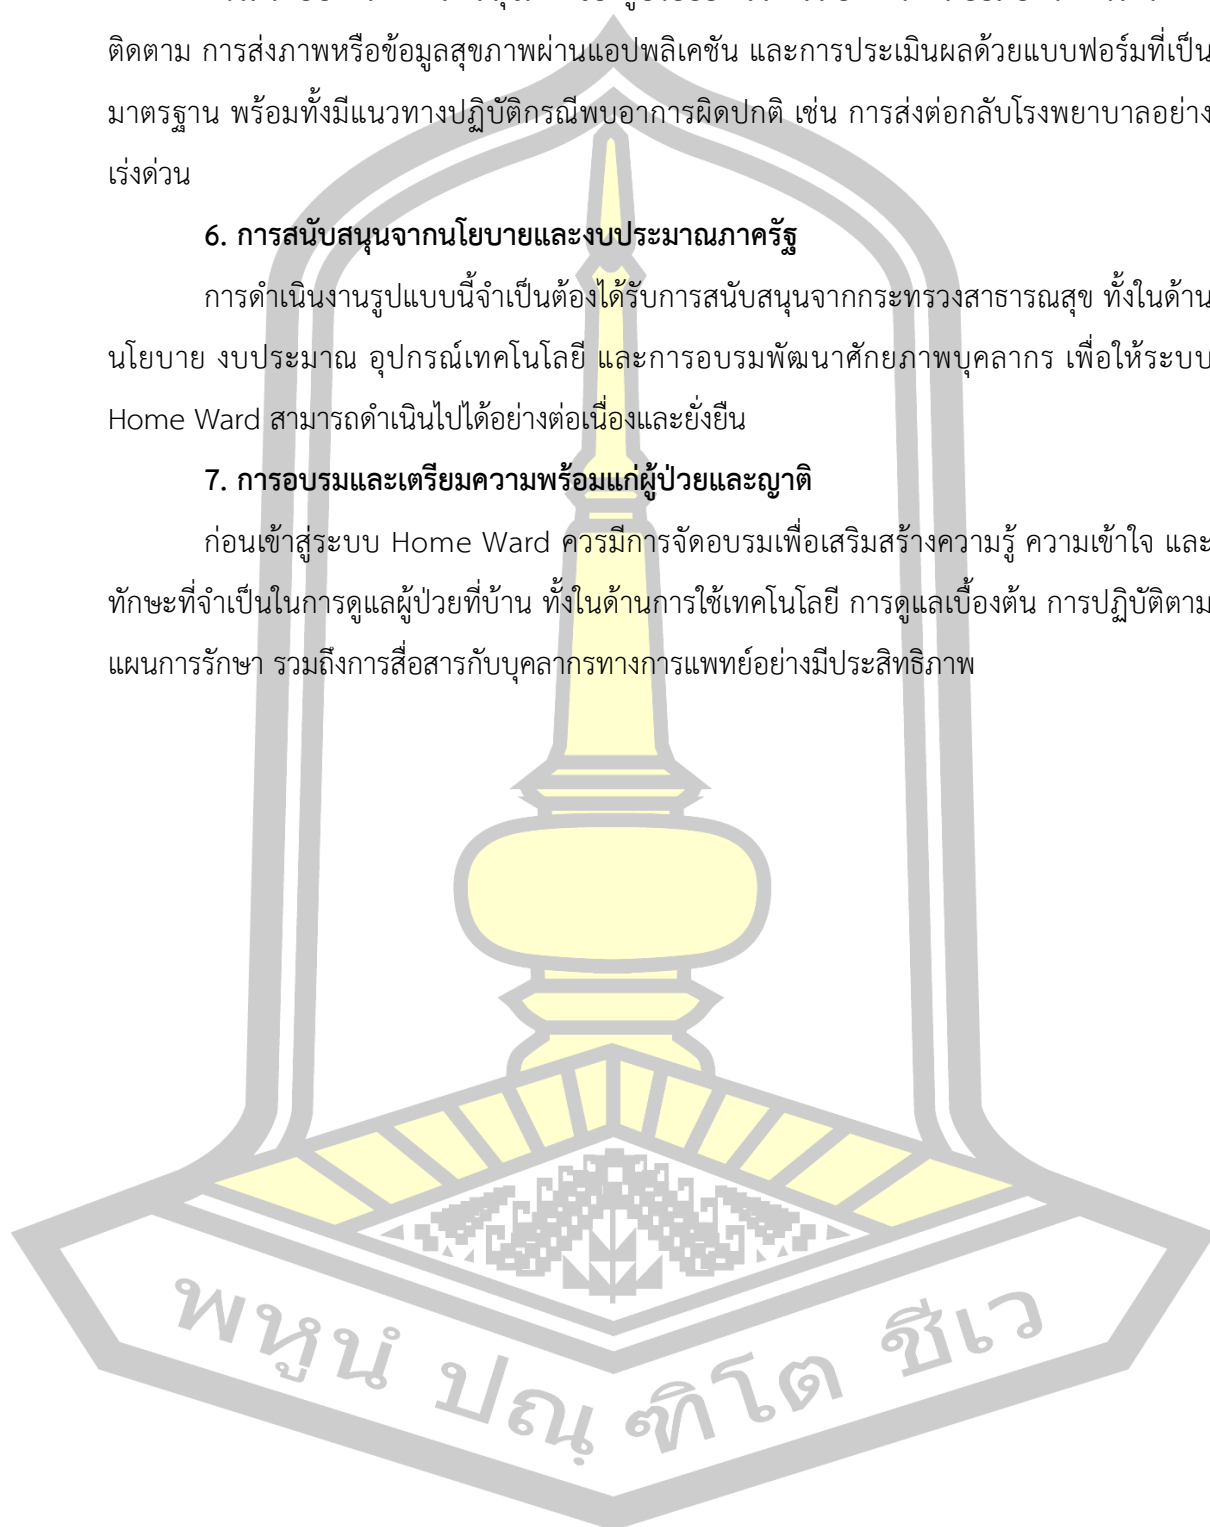 ติดตาม การส่งภาพหรือข้อมูลสุขภาพผ่านแอปพลิเคชัน และการประเมินผลด้วยแบบฟอร์มที่เป็น
มาตรฐาน พร้อมทั้งมีแนวทางปฏิบัติกรณีพบอาการผิดปกติ เช่น การส่งต่อกลับโรงพยาบาลอย่าง
เร่งด่วน
6. การสนับสนุนจากนโยบายและงบประมาณภาครัฐ
การดำเนินงานรูปแบบนี้จำเป็นต้องได้รับการสนับสนุนจากกระทรวงสาธารณสุข ทั้งในด้าน
นโยบาย งบประมาณ อุปกรณ์เทคโนโลยี และการอบรมพัฒนาศักยภาพบุคลากร เพื่อให้ระบบ
Home Ward สามารถดำเนินไปได้อย่างต่อเนื่องและยั่งยืน
7. การอบรมและเตรียมความพร้อมแก่ผู้ป่วยและญาติ
ก่อนเข้าสู่ระบบ Home Ward ควรมีการจัดอบรมเพื่อเสริมสร้างความรู้ ความเข้าใจ และ
ทักษะที่จำเป็นในการดูแลผู้ป่วยที่บ้าน ทั้งในด้านการใช้เทคโนโลยี การดูแลเบื้องต้น การปฏิบัติตาม
แผนการรักษา รวมถึงการสื่อสารกับบุคลากรทางการแพทย์อย่างมีประสิทธิภาพ
พหูนํ ปณฺ ฑิโต ชีเว